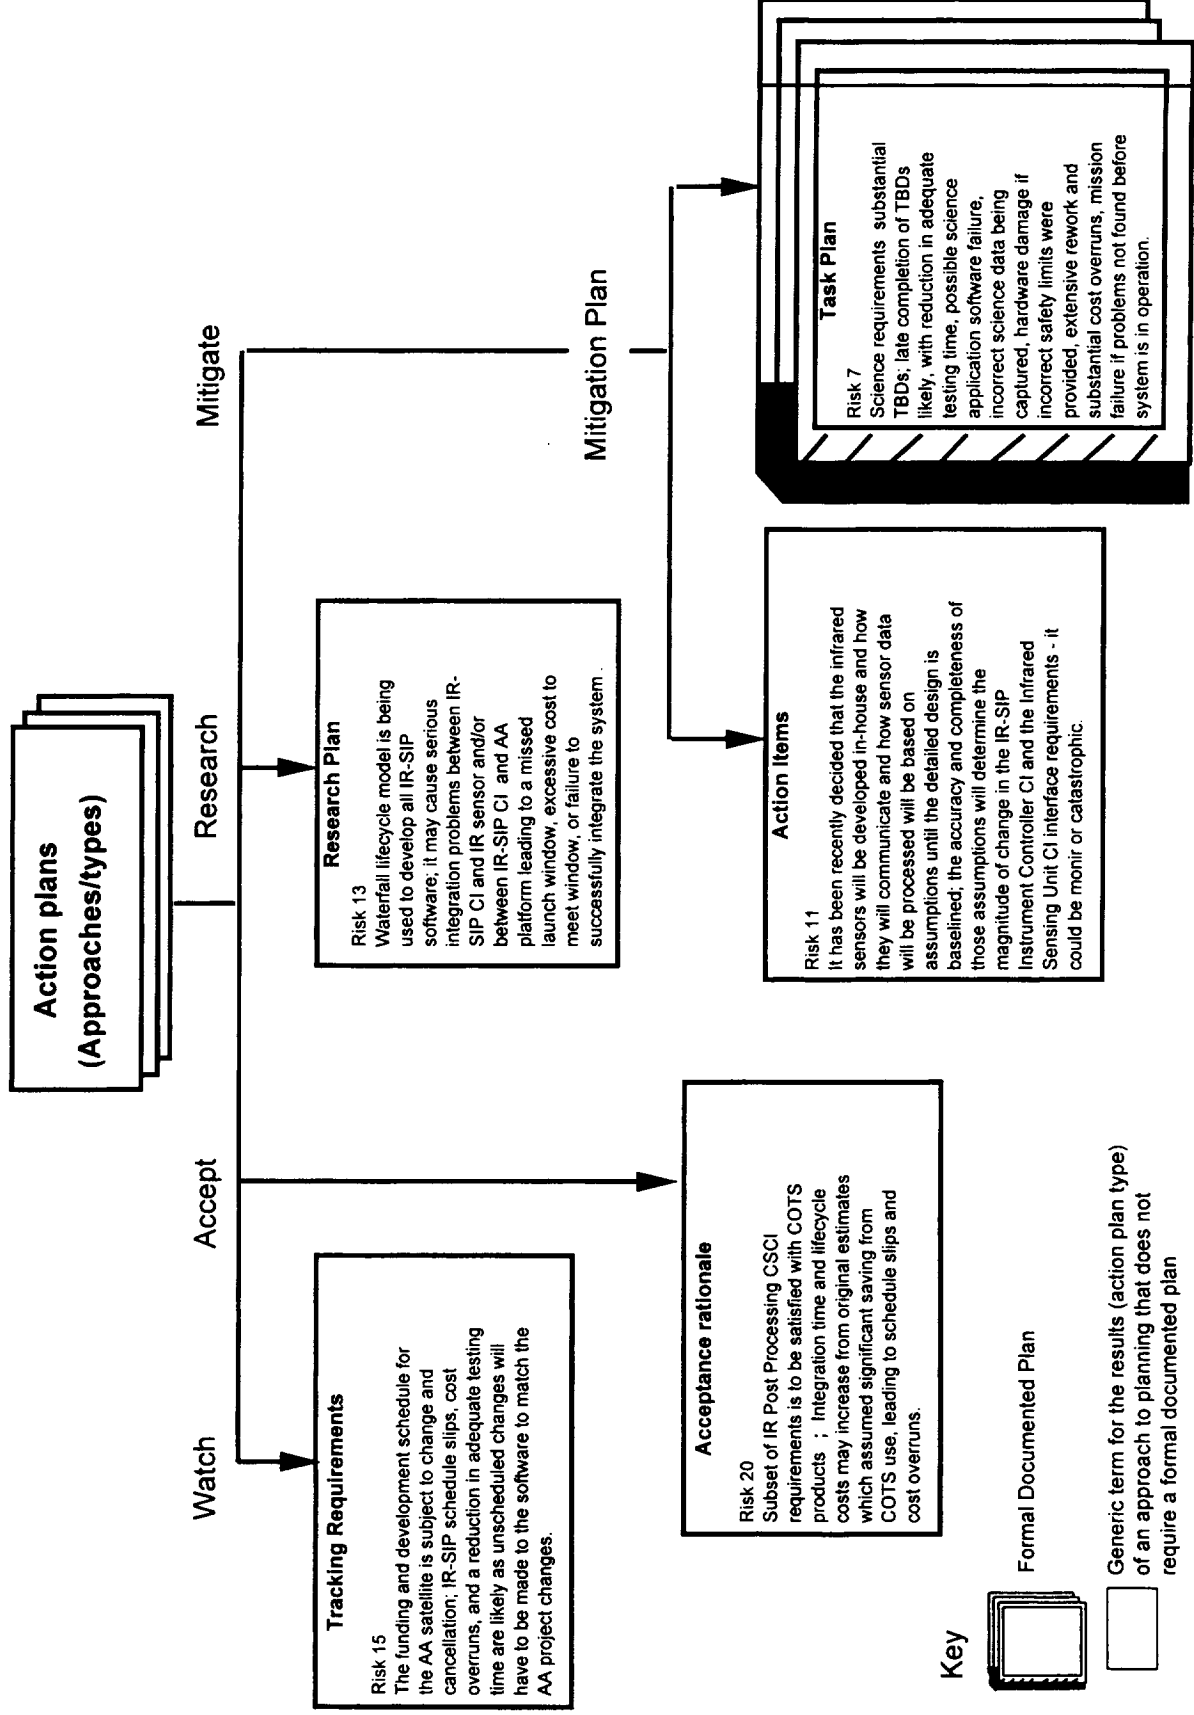 Action plans
(Approaches/types)
Watch
Accept
Research
Mitigate
Tracking Requirements
Risk 15
The funding and development schedule for
the AA satellite is subject to change and
cancellation; IR-SIP schedule slips, cost
overruns, and a reduction in adequate testing
time are likely as unscheduled changes will
have to be made to the software to match the
AA project changes.
Research Plan
Risk 13
Waterfall lifecycle model is being
used to develop all IR-SIP
software; it may cause serious
integration problems between IR-
SIP CI and IR sensor and/or
between IR-SIP CI and AA
platform leading to a missed
launch window, excessive cost to
meet window, or failure to
successfully integrate the system.
Mitigation Plan
Acceptance rationale
Risk 20
Subset of IR Post Processing CSCI
requirements is to be satisfied with COTS
products ; Integration time and lifecycle
costs may increase from original estimates
which assumed significant saving from
COTS use, leading to schedule slips and
cost overruns.
Action Items
Risk 11
It has been recently decided that the infrared
sensors will be developed in-house and how
they will communicate and how sensor data
will be processed will be based on
assumptions until the detailed design is
baselined; the accuracy and completeness of
those assumptions will determine the
magnitude of change in the IR-SIP
Instrument Controller CI and the Infrared
Sensing Unit CI interface requirements - it
could be monir or catastrophic.
Task Plan
Risk 7
Science requirements substantial
TBDs; late completion of TBDs
likely, with reduction in adequate
testing time, possible science
application software failure,
incorrect science data being
captured, hardware damage if
incorrect safety limits were
provided, extensive rework and
substantial cost overruns, mission
failure if problems not found before
system is in operation.
Key
Formal Documented Plan
Generic term for the results (action plan type)
of an approach to planning that does not
require a formal documented plan